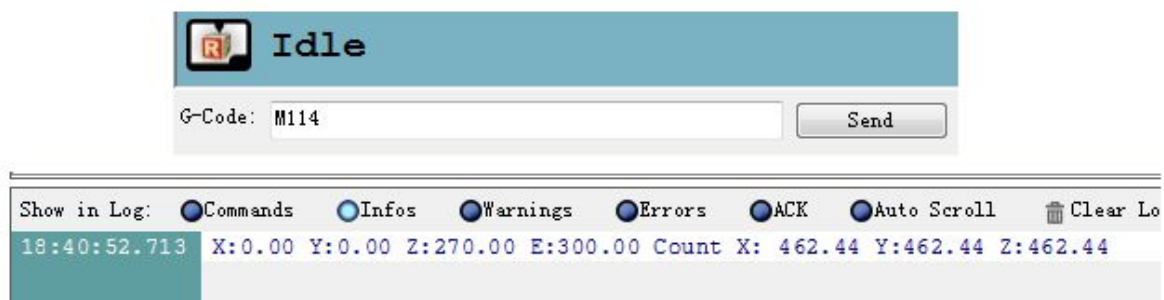 R
Idle
G-Code: M114 Send
Show in Log: Commands Infos Warnings Errors ACK Auto Scroll Clear Lo
18:40:52.713 X:0.00 Y:0.00 Z:270.00 E:300.00 Count X: 462.44 Y:462.44 Z:462.44